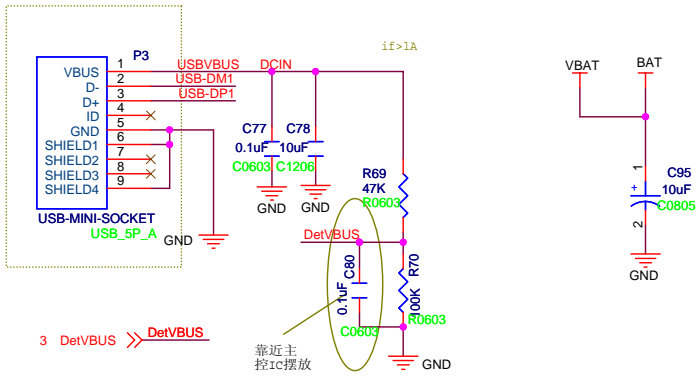 if>1A
P3
VBUS 1 USBVBUS DCIN
D- 2 USB-DM1
D+ 3 USB-DP1
ID 4
GND 5
SHIELD1 6
SHIELD2 7
SHIELD3 8
SHIELD4 9
USB-MINI-SOCKET
USB_5P_A
GND
C77
0.1uF
C0603
GND
C78
10uF
C1206
GND
R69
47K
R0603
DetVBUS
C80
0.1uF
C0603
R70
100K
R0603
GND
靠近主
控IC摆放
3 DetVBUS DetVBUS
VBAT
BAT
1
+
C95
10uF
C0805
2
GND